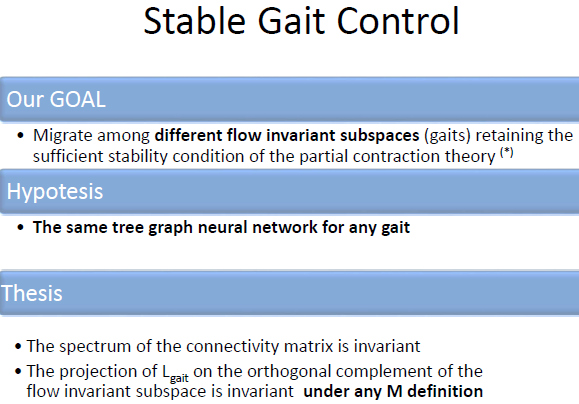 Stable Gait Control
Our GOAL
• Migrate among different flow invariant subspaces (gaits) retaining the
sufficient stability condition of the partial contraction theory (*)
Hypotesis
• The same tree graph neural network for any gait
Thesis
• The spectrum of the connectivity matrix is invariant
• The projection of Lgait on the orthogonal complement of the
flow invariant subspace is invariant under any M definition